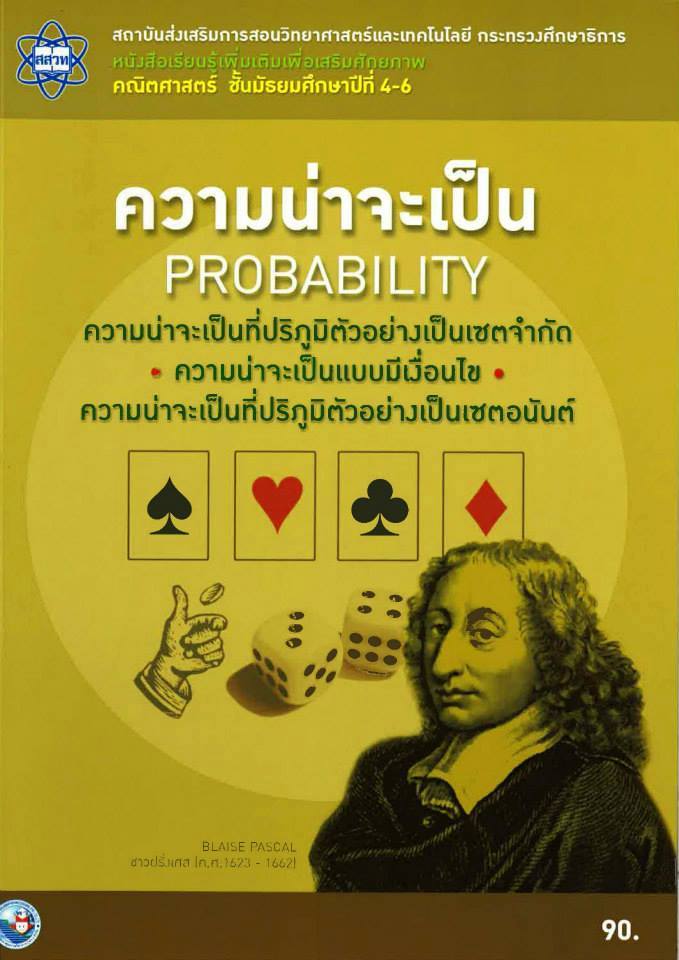 สสวท
สถาบันส่งเสริมการสอนวิทยาศาสตร์และเทคโนโลยี กระทรวงศึกษาธิการ
หนังสือเรียนรู้เพิ่มเติมเพื่อเสริมศักยภาพ
คณิตศาสตร์ ชั้นมัธยมศึกษาปีที่ 4-6
ความน่าจะเป็น
PROBABILITY
ความน่าจะเป็นที่ปริภูมิตัวอย่างเป็นเซตจำกัด
• ความน่าจะเป็นแบบมีเงื่อนไข •
ความน่าจะเป็นที่ปริภูมิตัวอย่างเป็นเซตอนันต์
BLAISE PASCAL
ชาวฝรั่งเศส (ค.ศ.1623 - 1662)
90.